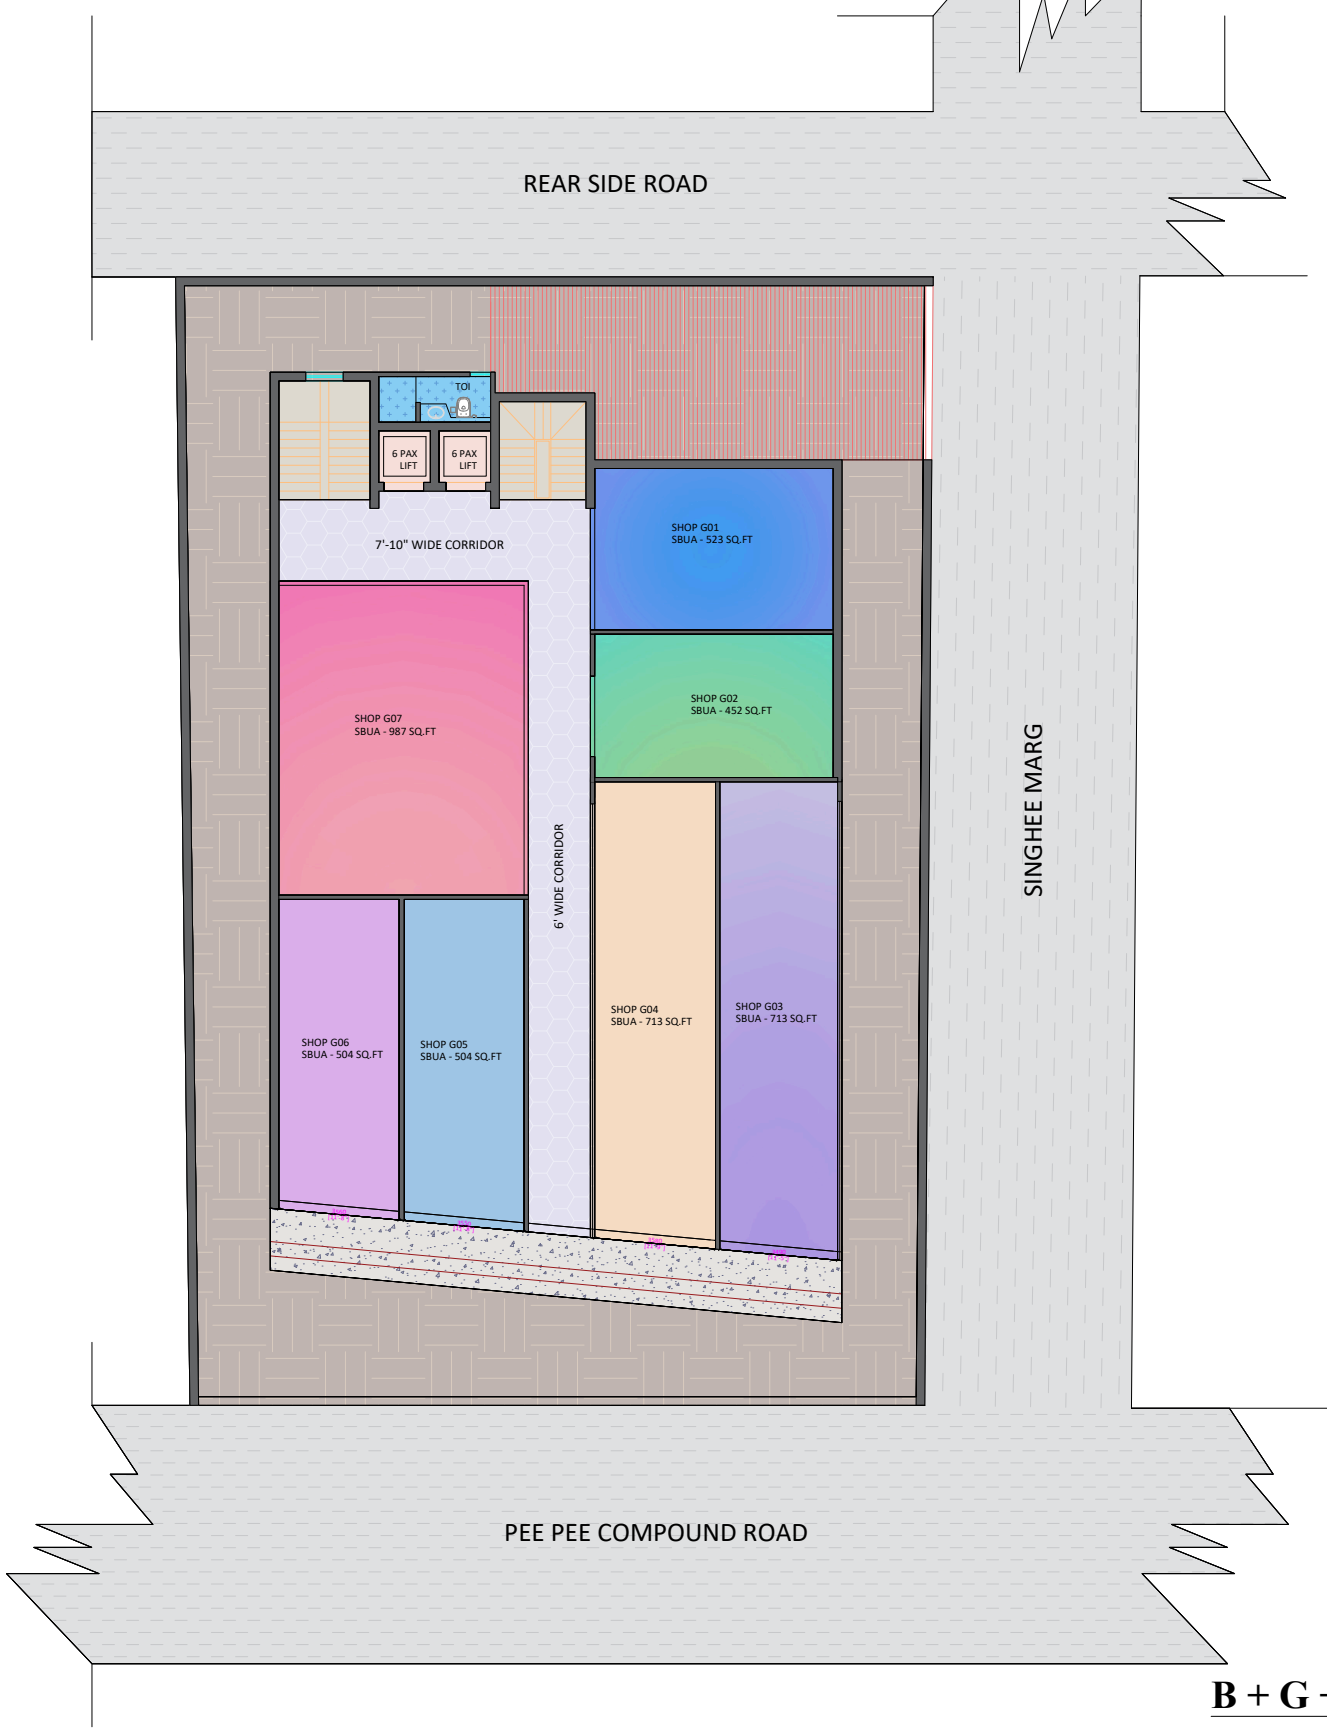 REAR SIDE ROAD
TOI
6 PAX
LIFT
6 PAX
LIFT
7'-10" WIDE CORRIDOR
SHOP G01
SBUA - 523 SQ.FT
SHOP G02
SBUA - 452 SQ.FT
SHOP G07
SBUA - 987 SQ.FT
6' WIDE CORRIDOR
SINGHEE MARG
SHOP G04
SBUA - 713 SQ.FT
SHOP G03
SBUA - 713 SQ.FT
SHOP G06
SBUA - 504 SQ.FT
SHOP G05
SBUA - 504 SQ.FT
PEE PEE COMPOUND ROAD
B + G